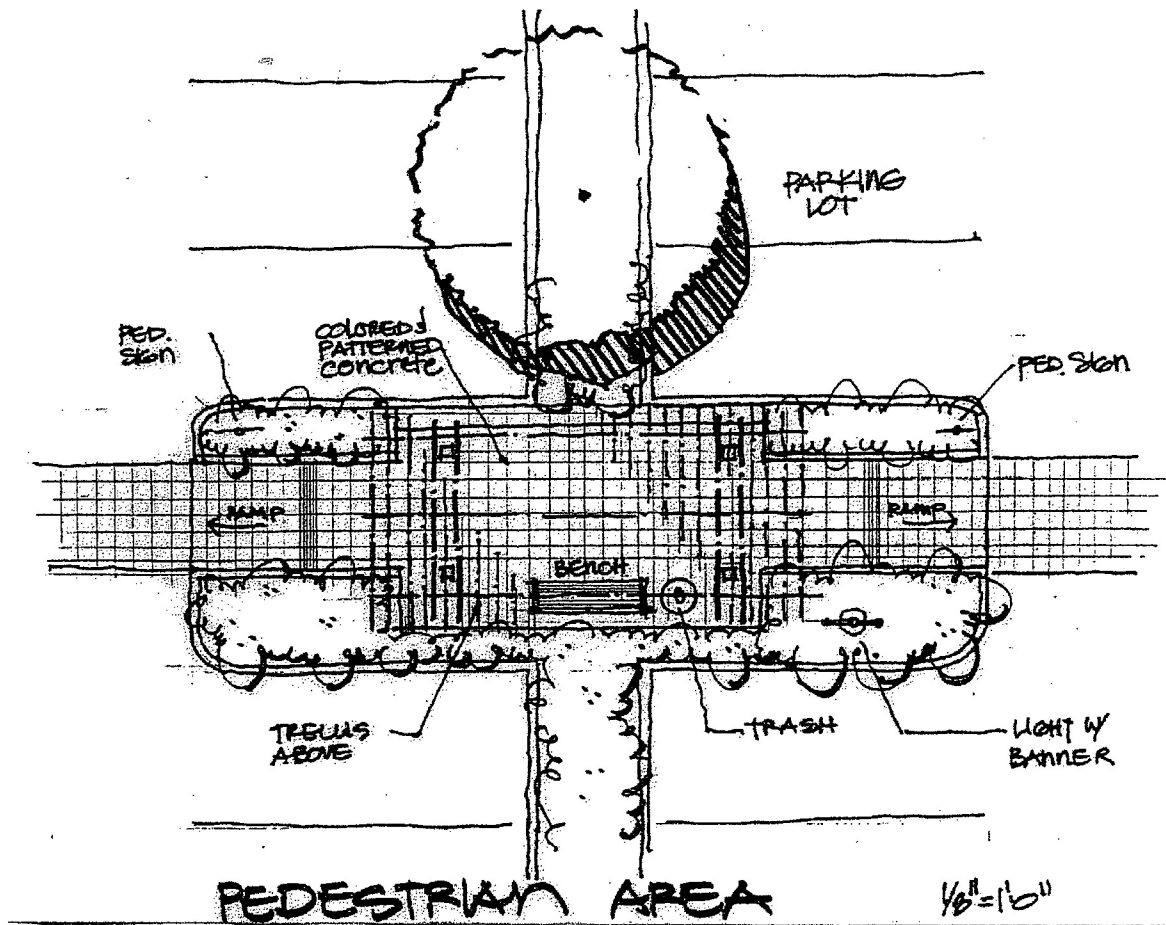 PARKING
LOT
PED.
SIGN
COLORED &
PATTERNED
CONCRETE
PED. SIGN
RAMP
RAMP
BENCH
TRELLIS
ABOVE
TRASH
LIGHT W/
BANNER
PEDESTRIAN AREA
1/8"=1'0"